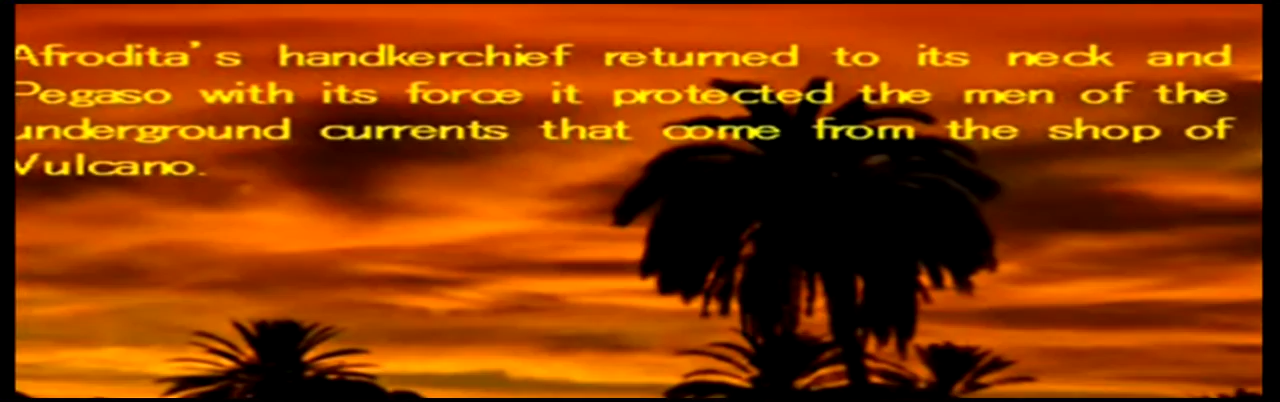 Afrodita's handkerchief returned to its neck and
Pegaso with its force it protected the men of the
underground currents that come from the shop of
Vulcano.